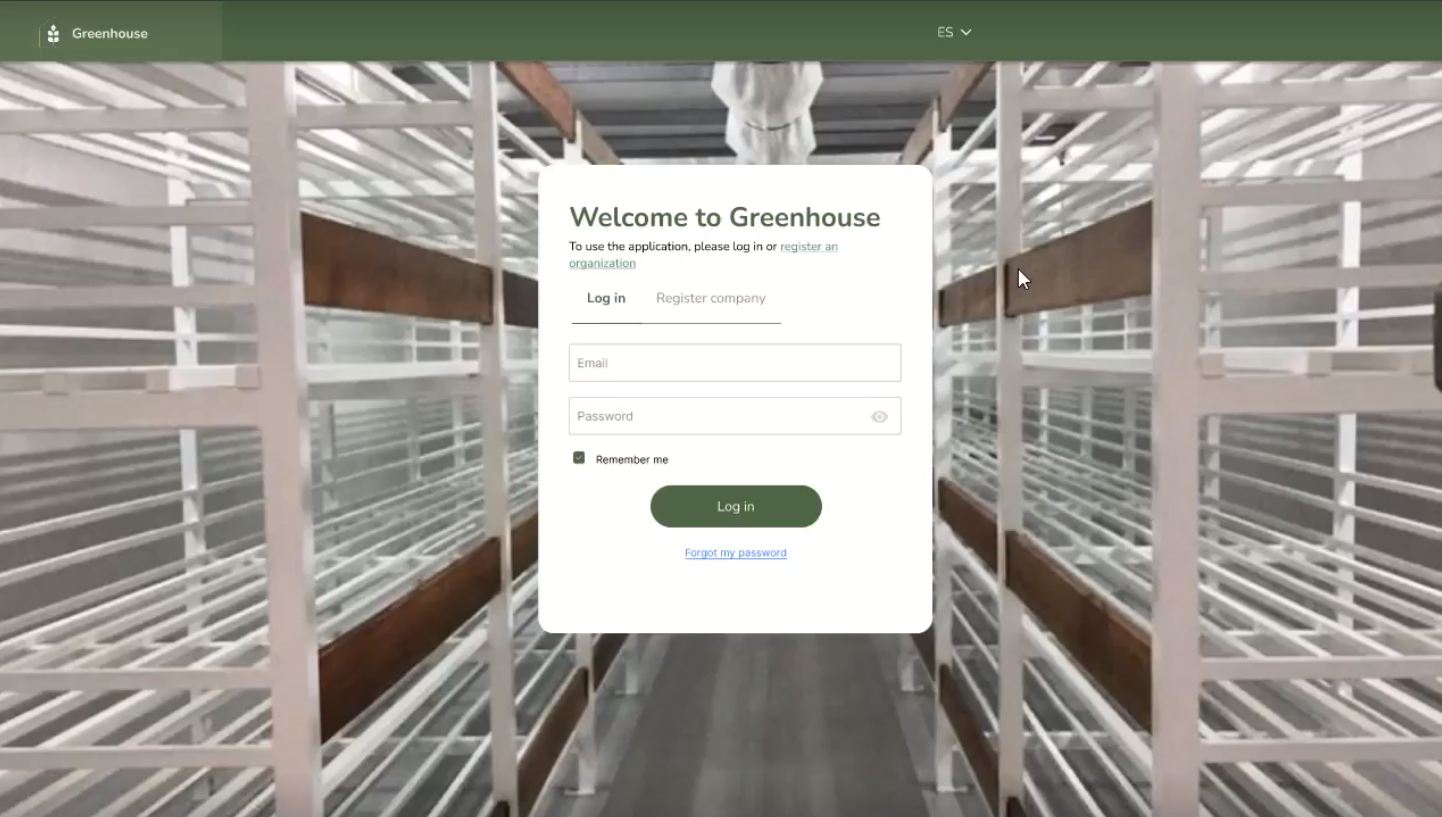 Greenhouse
ES
Welcome to Greenhouse
To use the application, please log in or register an
organization
Log in
Register company
Email
Password
Remember me
Log in
Forgot my password